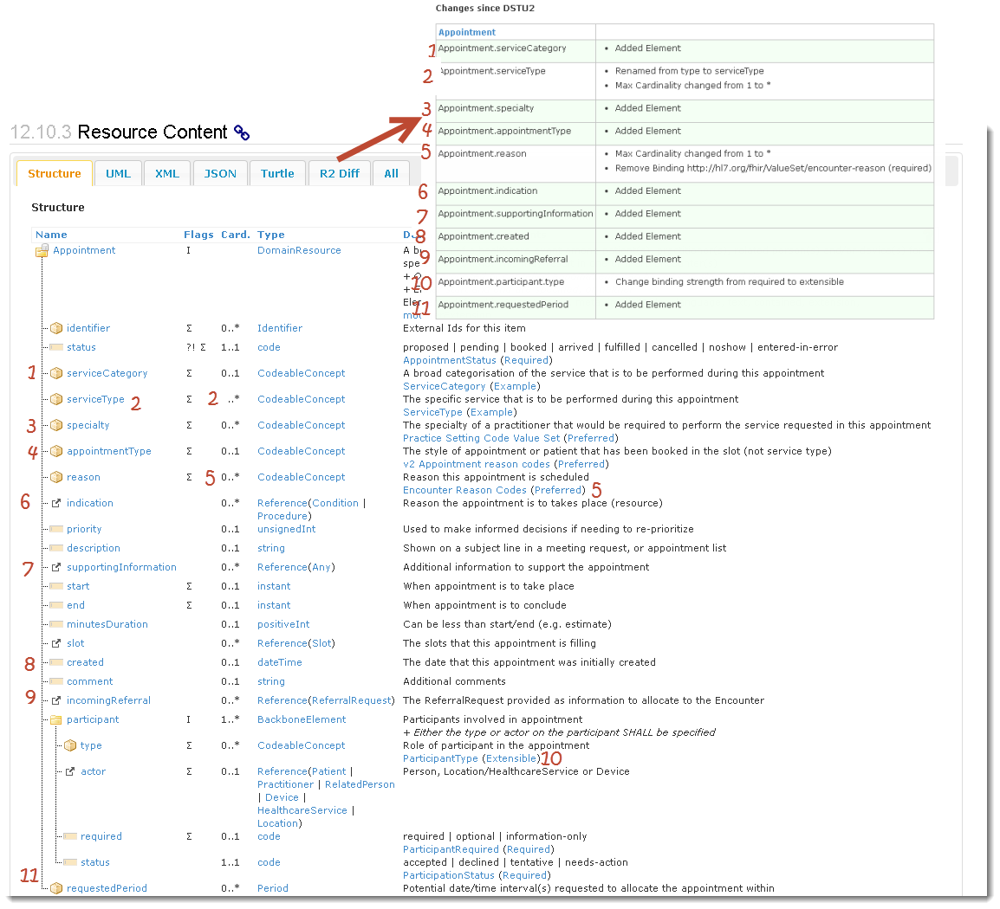 Changes since DSTU2
Appointment
1 Appointment.serviceCategory • Added Element
2 Appointment.serviceType • Renamed from type to serviceType
• Max Cardinality changed from 1 to *
3 Appointment.specialty • Added Element
4 Appointment.appointmentType • Added Element
5 Appointment.reason • Max Cardinality changed from 1 to *
• Remove Binding http://hl7.org/fhir/ValueSet/encounter-reason (required)
6 Appointment.indication • Added Element
7 Appointment.supportingInformation • Added Element
8 Appointment.created • Added Element
9 Appointment.incomingReferral • Added Element
10 Appointment.participant.type • Change binding strength from required to extensible
11 Appointment.requestedPeriod • Added Element
12.10.3 Resource Content
Structure UML XML JSON Turtle R2 Diff All
Structure
Name Flags Card. Type
Appointment I DomainResource
identifier Σ 0..* Identifier External Ids for this item
status ?! Σ 1..1 code proposed | pending | booked | arrived | fulfilled | cancelled | noshow | entered-in-error
AppointmentStatus (Required)
1 serviceCategory Σ 0..1 CodeableConcept A broad categorisation of the service that is to be performed during this appointment
ServiceCategory (Example)
serviceType 2 Σ 2 ..* CodeableConcept The specific service that is to be performed during this appointment
ServiceType (Example)
3 specialty Σ 0..* CodeableConcept The specialty of a practitioner that would be required to perform the service requested in this appointment
Practice Setting Code Value Set (Preferred)
4 appointmentType Σ 0..1 CodeableConcept The style of appointment or patient that has been booked in the slot (not service type)
v2 Appointment reason codes (Preferred)
reason Σ 5 0..* CodeableConcept Reason this appointment is scheduled
Encounter Reason Codes (Preferred) 5
6 indication 0..* Reference(Condition | Reason the appointment is to takes place (resource)
Procedure)
priority 0..1 unsignedInt Used to make informed decisions if needing to re-prioritize
description 0..1 string Shown on a subject line in a meeting request, or appointment list
7 supportingInformation 0..* Reference(Any) Additional information to support the appointment
start Σ 0..1 instant When appointment is to take place
end Σ 0..1 instant When appointment is to conclude
minutesDuration 0..1 positiveInt Can be less than start/end (e.g. estimate)
slot 0..* Reference(Slot) The slots that this appointment is filling
8 created 0..1 dateTime The date that this appointment was initially created
comment 0..1 string Additional comments
9 incomingReferral 0..* Reference(ReferralRequest) The ReferralRequest provided as information to allocate to the Encounter
participant I 1..* BackboneElement Participants involved in appointment
+ Either the type or actor on the participant SHALL be specified
type Σ 0..* CodeableConcept Role of participant in the appointment
ParticipantType (Extensible) 10
actor Σ 0..1 Reference(Patient | Person, Location/HealthcareService or Device
Practitioner | RelatedPerson
| Device |
HealthcareService |
Location)
required Σ 0..1 code required | optional | information-only
ParticipantRequired (Required)
status 1..1 code accepted | declined | tentative | needs-action
ParticipationStatus (Required)
11 requestedPeriod 0..* Period Potential date/time interval(s) requested to allocate the appointment within